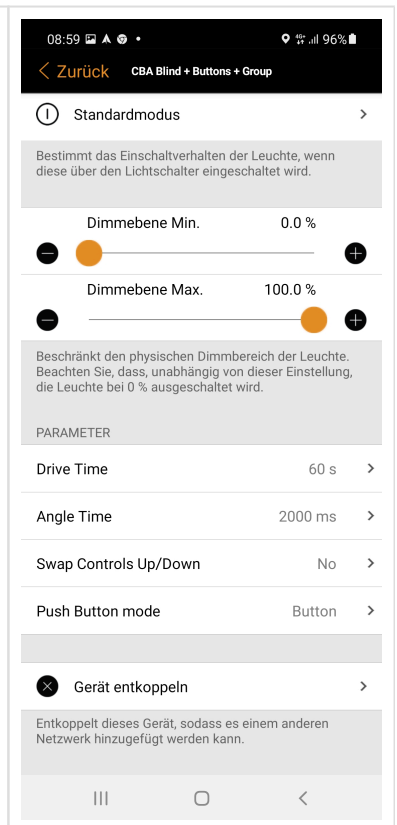 08:59 96%
Zurück CBA Blind + Buttons + Group
Standardmodus
Bestimmt das Einschaltverhalten der Leuchte, wenn
diese über den Lichtschalter eingeschaltet wird.
Dimmebene Min. 0.0 %
Dimmebene Max. 100.0 %
Beschränkt den physischen Dimmbereich der Leuchte.
Beachten Sie, dass, unabhängig von dieser Einstellung,
die Leuchte bei 0 % ausgeschaltet wird.
PARAMETER
Drive Time 60 s
Angle Time 2000 ms
Swap Controls Up/Down No
Push Button mode Button
Gerät entkoppeln
Entkoppelt dieses Gerät, sodass es einem anderen
Netzwerk hinzugefügt werden kann.